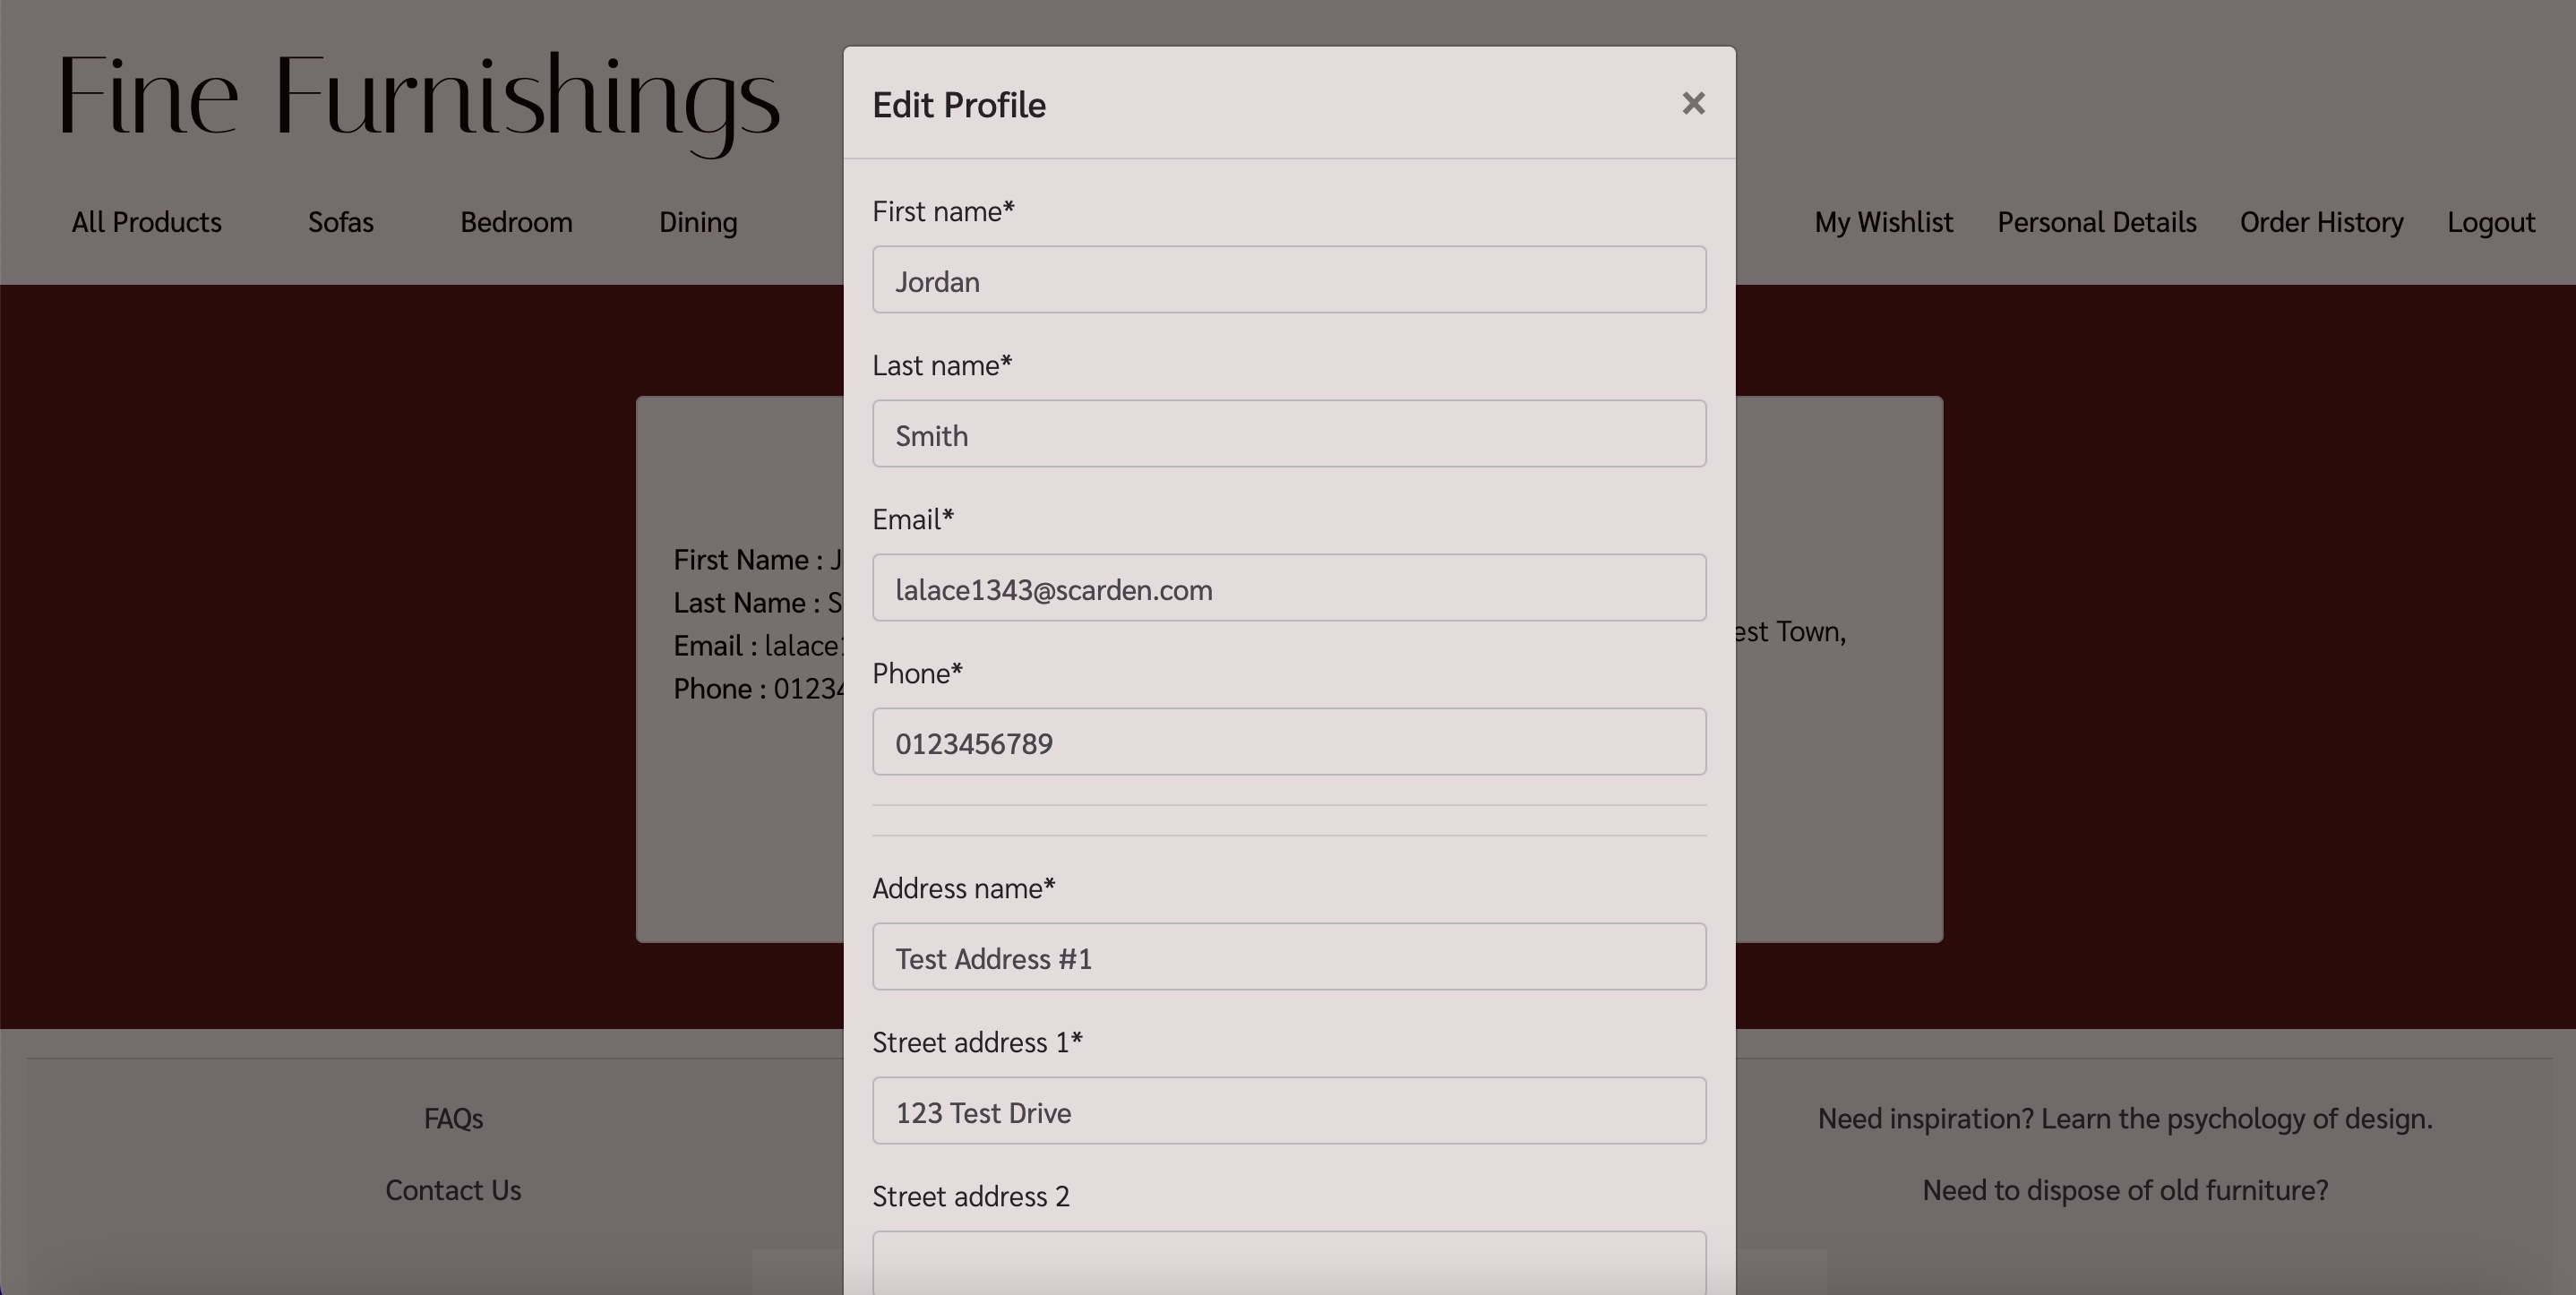 Fine Furnishings
All Products Sofas Bedroom Dining My Wishlist Personal Details Order History Logout
Edit Profile
First name*
Jordan
Last name*
Smith
Email*
lalace1343@scarden.com
Phone*
0123456789
Address name*
Test Address #1
Street address 1*
123 Test Drive
Street address 2
First Name :
Last Name :
Email : lalace
Phone : 01234
Town,
FAQs
Contact Us
Need inspiration? Learn the psychology of design.
Need to dispose of old furniture?